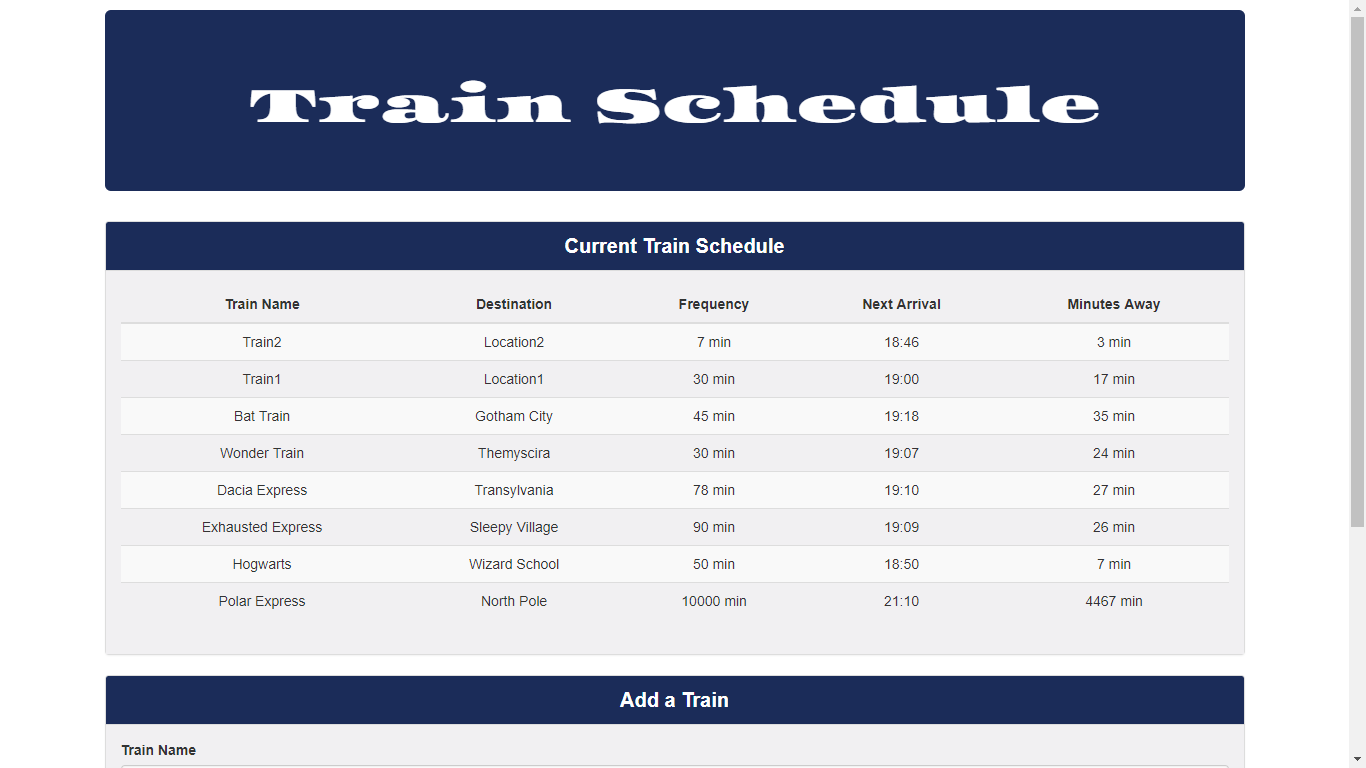 Train Schedule
Current Train Schedule
Train Name Destination Frequency Next Arrival Minutes Away
Train2 Location2 7 min 18:46 3 min
Train1 Location1 30 min 19:00 17 min
Bat Train Gotham City 45 min 19:18 35 min
Wonder Train Themyscira 30 min 19:07 24 min
Dacia Express Transylvania 78 min 19:10 27 min
Exhausted Express Sleepy Village 90 min 19:09 26 min
Hogwarts Wizard School 50 min 18:50 7 min
Polar Express North Pole 10000 min 21:10 4467 min
Add a Train
Train Name